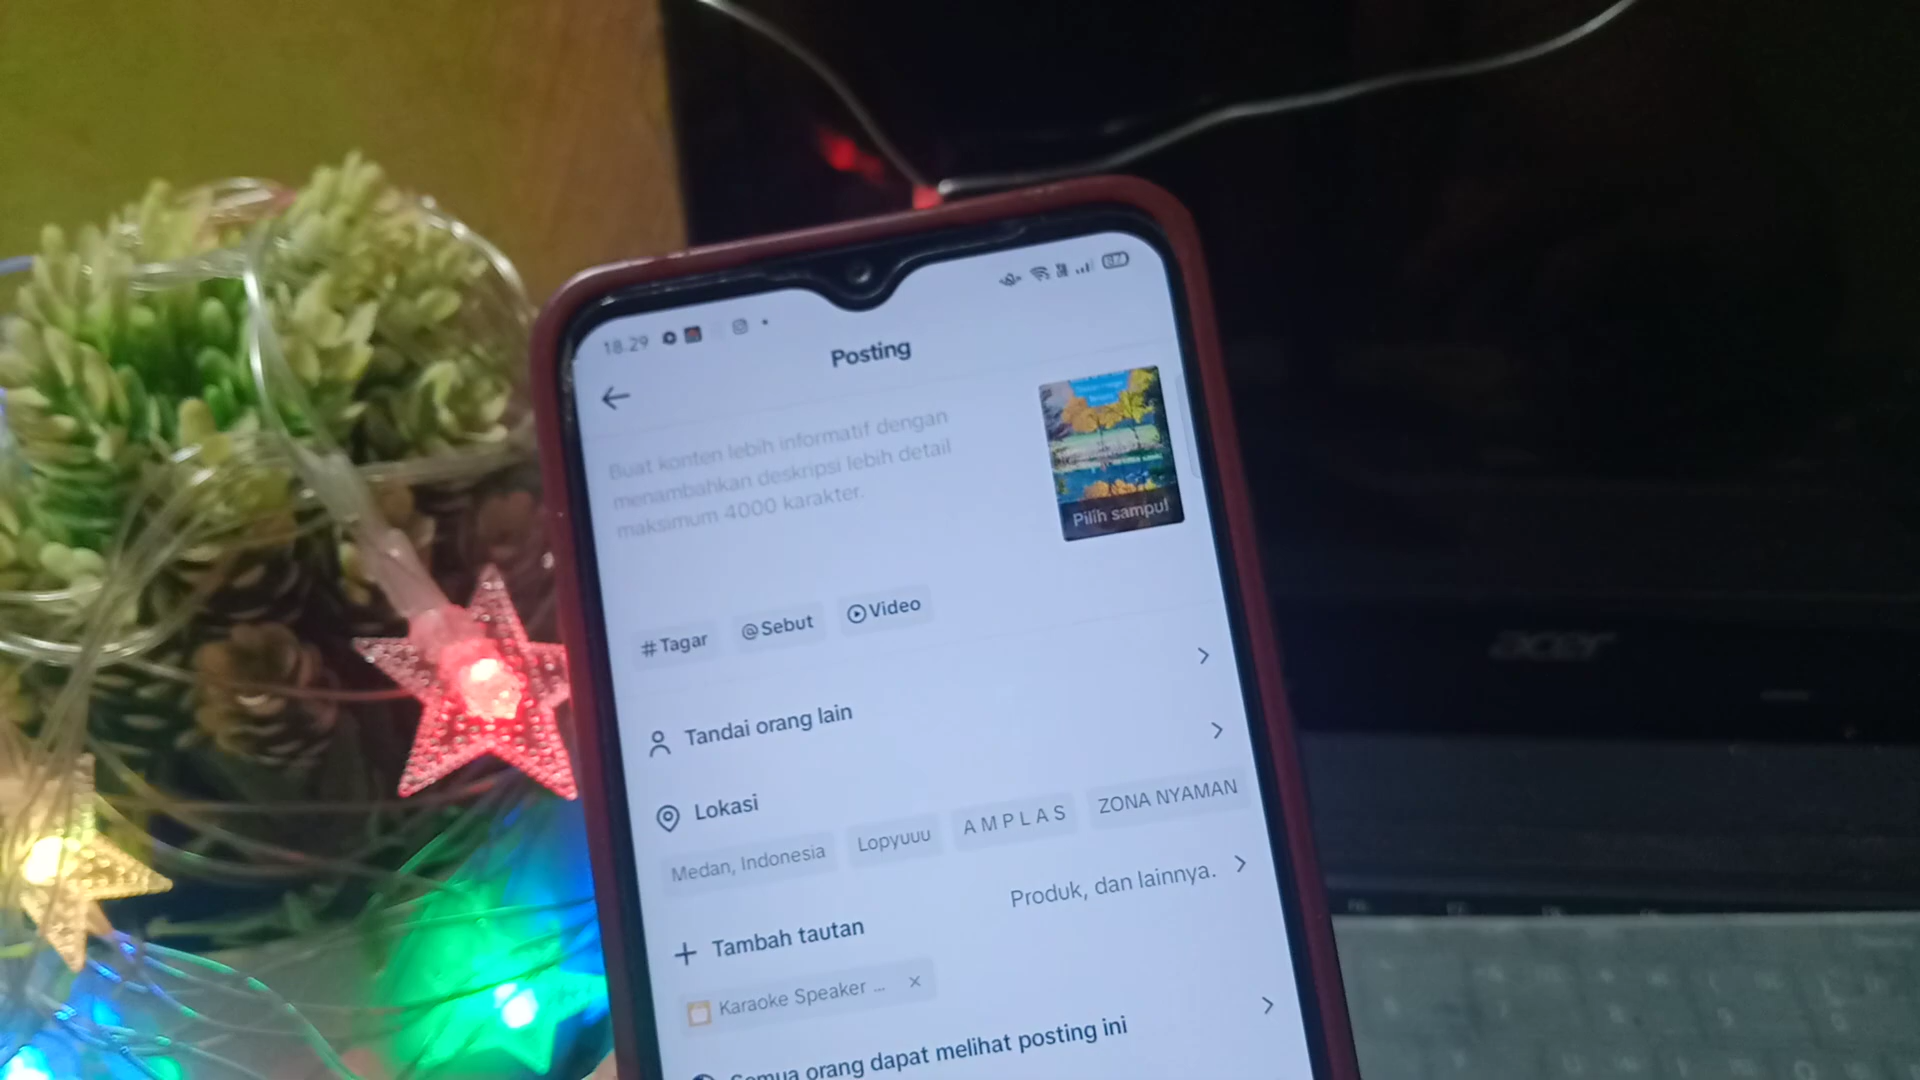 18.29
87
Posting
Buat konten lebih informatif dengan
menambahkan deskripsi lebih detail
maksimum 4000 karakter.
Pilih sampul
#Tagar @Sebut Video
Tandai orang lain
Lokasi
Medan, Indonesia Lopyuuu A M P L A S ZONA NYAMAN
Tambah tautan Produk, dan lainnya.
Karaoke Speaker ... ×
Semua orang dapat melihat posting ini
acer